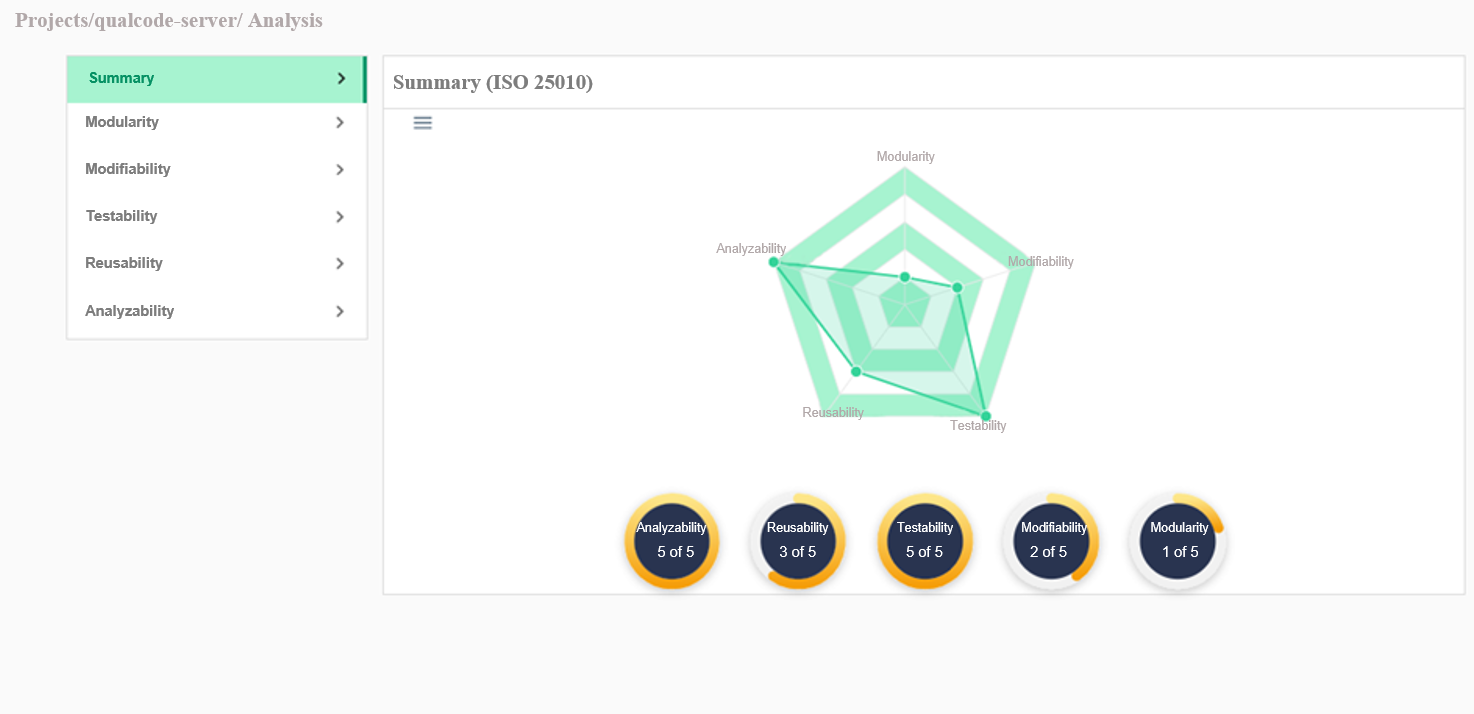 Projects/qualcode-server/ Analysis
Summary
Modularity
Modifiability
Testability
Reusability
Analyzability
Summary (ISO 25010)
Modularity
Analyzability
Modifiability
Reusability
Testability
Analyzability
5 of 5
Reusability
3 of 5
Testability
5 of 5
Modifiability
2 of 5
Modularity
1 of 5